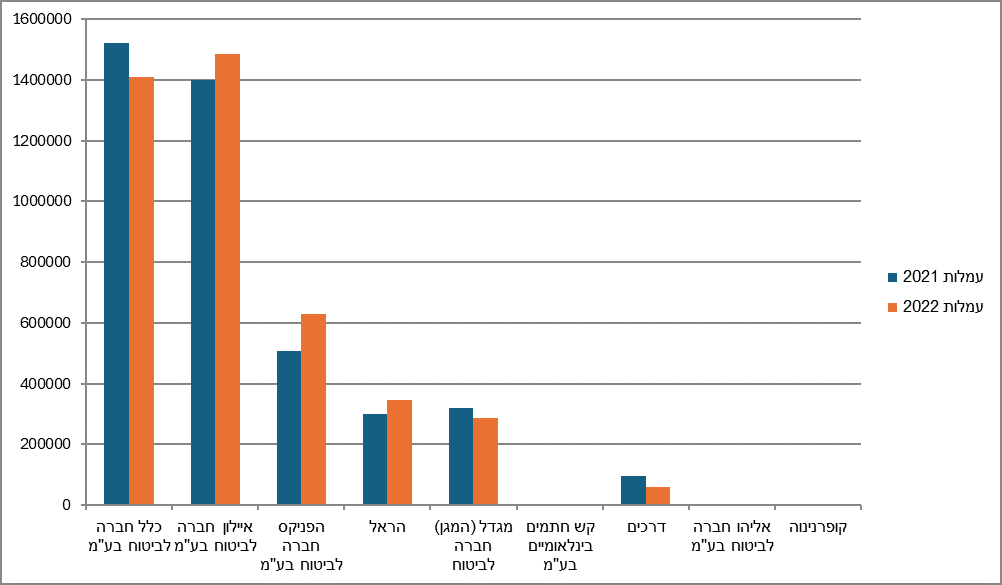 1600000
1400000
1200000
1000000
800000
600000
400000
200000
0
כלל חברה
לביטוח בע"מ
איילון חברה
לביטוח בע"מ
הפניקס
חברה
לביטוח בע"מ
הראל
מגדל (המגן)
חברה
לביטוח
קש חתמים
בינלאומיים
בע"מ
דרכים
אליהו חברה
לביטוח בע"מ
קופרנינוה
עמלות 2021
עמלות 2022